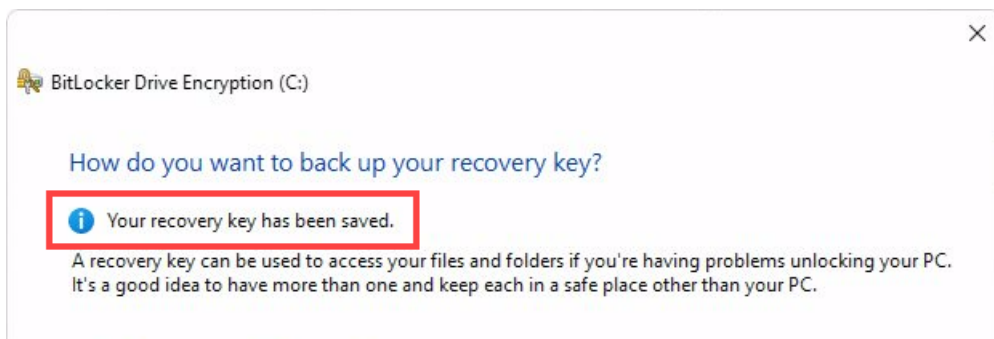 BitLocker Drive Encryption (C:)
How do you want to back up your recovery key?
Your recovery key has been saved.
A recovery key can be used to access your files and folders if you're having problems unlocking your PC.
It's a good idea to have more than one and keep each in a safe place other than your PC.